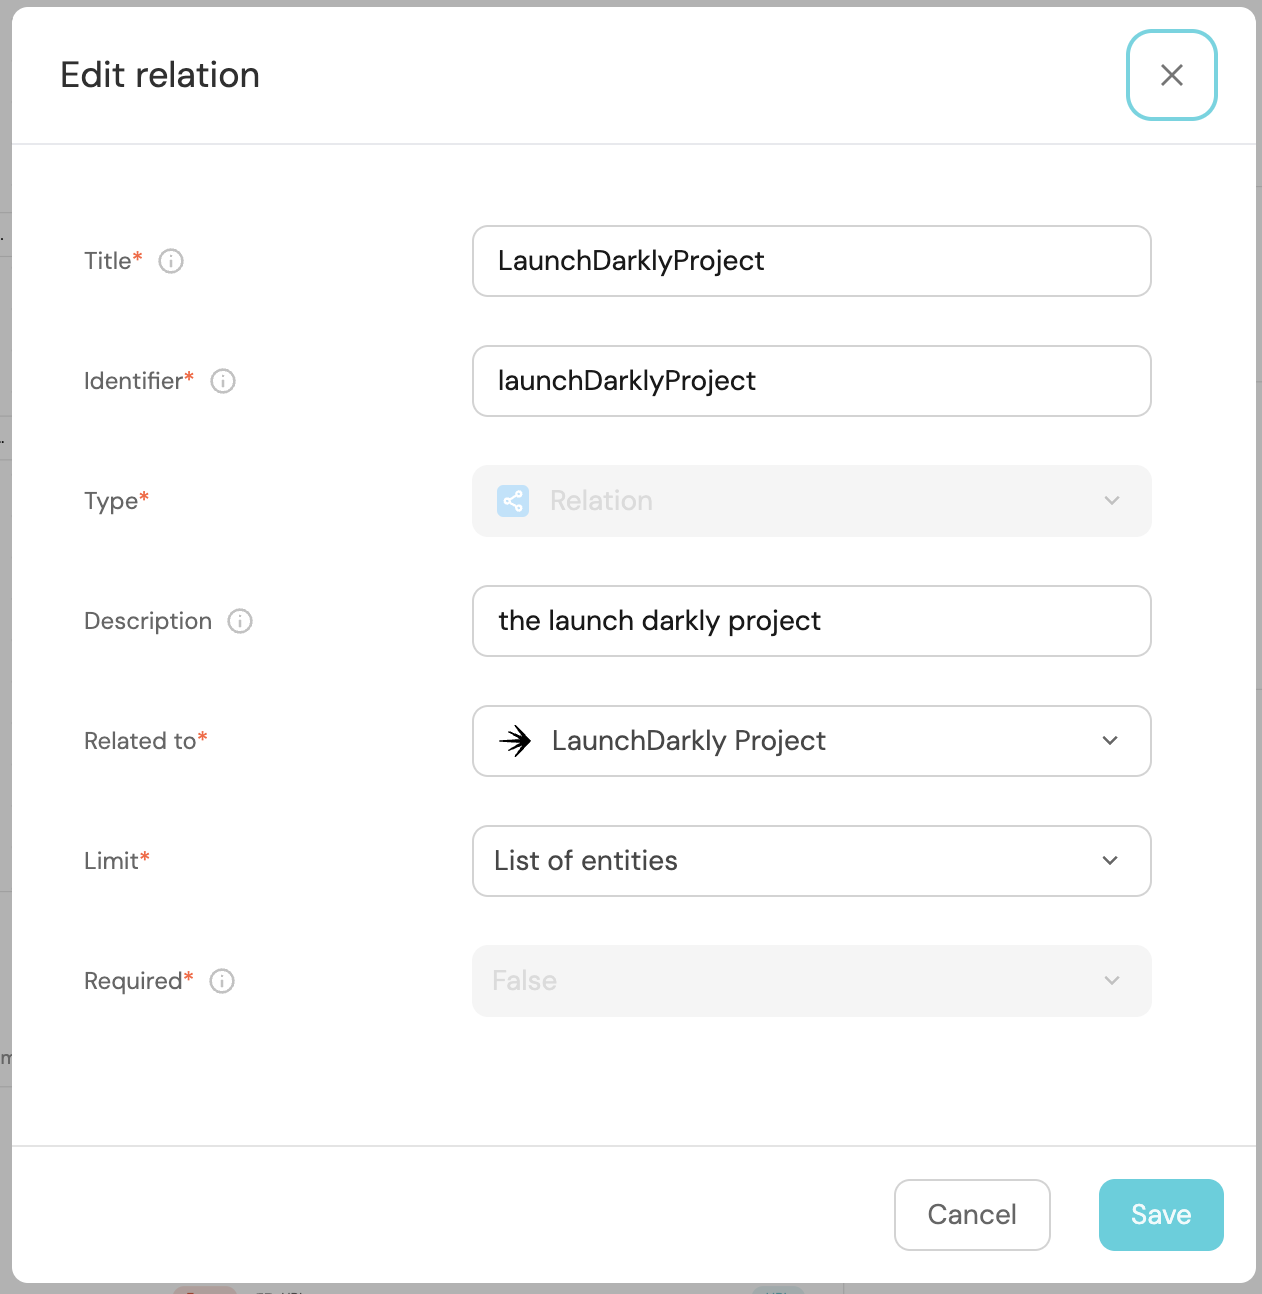 Edit relation
Title*
LaunchDarklyProject
Identifier*
launchDarklyProject
Type*
Relation
Description
the launch darkly project
Related to*
LaunchDarkly Project
Limit*
List of entities
Required*
False
Cancel
Save